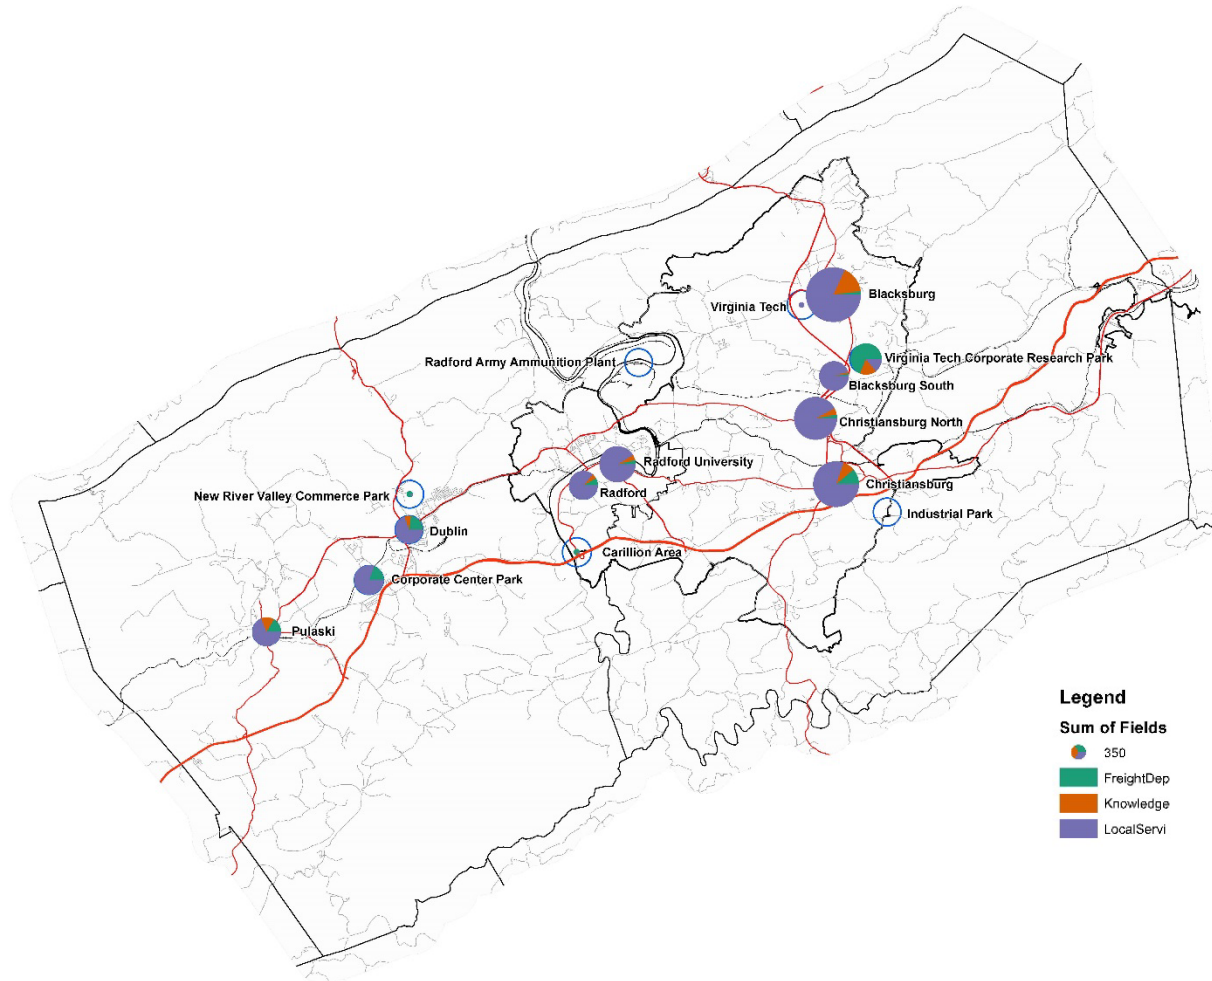 Blacksburg
Virginia Tech
Radford Army Ammunition Plant
Virginia Tech Corporate Research Park
Blacksburg South
Christiansburg North
Radford University
Christiansburg
Radford
New River Valley Commerce Park
Industrial Park
Dublin
Carillion Area
Corporate Center Park
Pulaski
Legend
Sum of Fields
350
FreightDep
Knowledge
LocalServi